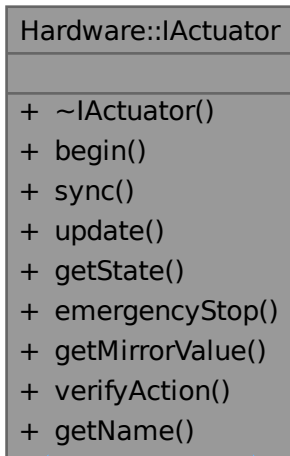 Hardware::IActuator
+ ~IActuator()
+ begin()
+ sync()
+ update()
+ getState()
+ emergencyStop()
+ getMirrorValue()
+ verifyAction()
+ getName()